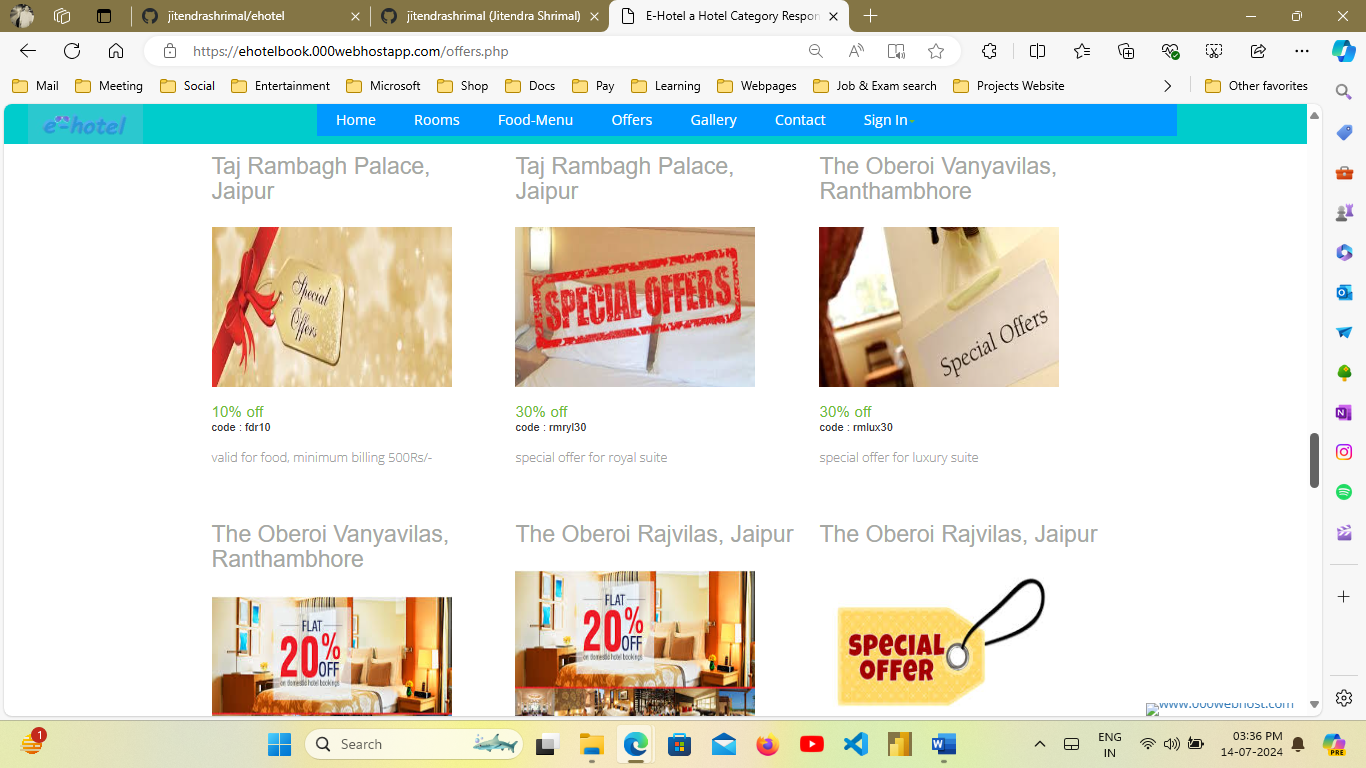 jitendrashrimal/ehotel
jitendrashrimal (Jitendra Shrimal)
E-Hotel a Hotel Category Respon
https://ehotelbook.000webhostapp.com/offers.php
Mail Meeting Social Entertainment Microsoft Shop Docs Pay Learning Webpages Job & Exam search Projects Website Other favorites
e-hotel
Home Rooms Food-Menu Offers Gallery Contact Sign In
Taj Rambagh Palace,
Jaipur
Taj Rambagh Palace,
Jaipur
The Oberoi Vanyavilas,
Ranthambhore
Special
Offers
SPECIAL OFFERS
Special Offers
10% off
code : fdr10
valid for food, minimum billing 500Rs/-
30% off
code : rmryl30
special offer for royal suite
30% off
code : rmlux30
special offer for luxury suite
The Oberoi Vanyavilas,
Ranthambhore
The Oberoi Rajvilas, Jaipur
The Oberoi Rajvilas, Jaipur
FLAT
20%
OFF
on domestic hotel bookings
FLAT
20%
OFF
on domestic hotel bookings
SPECIAL
OFFER
www.000webhost.com
1
Search
PRE
ENG
IN
03:36 PM
14-07-2024